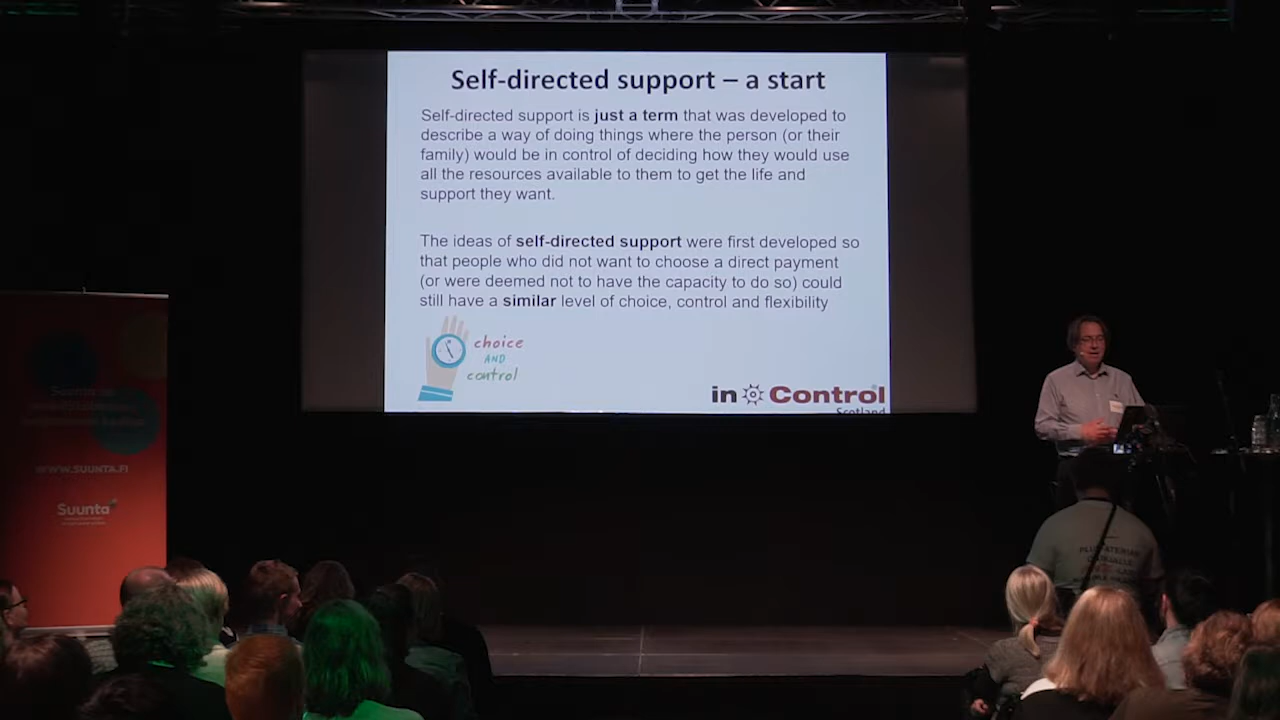 Self-directed support – a start
Self-directed support is just a term that was developed to
describe a way of doing things where the person (or their
family) would be in control of deciding how they would use
all the resources available to them to get the life and
support they want.
The ideas of self-directed support were first developed so
that people who did not want to choose a direct payment
(or were deemed not to have the capacity to do so) could
still have a similar level of choice, control and flexibility
choice
AND
control
in Control
Scotland
WWW.SUUNTA.FI
Suunta